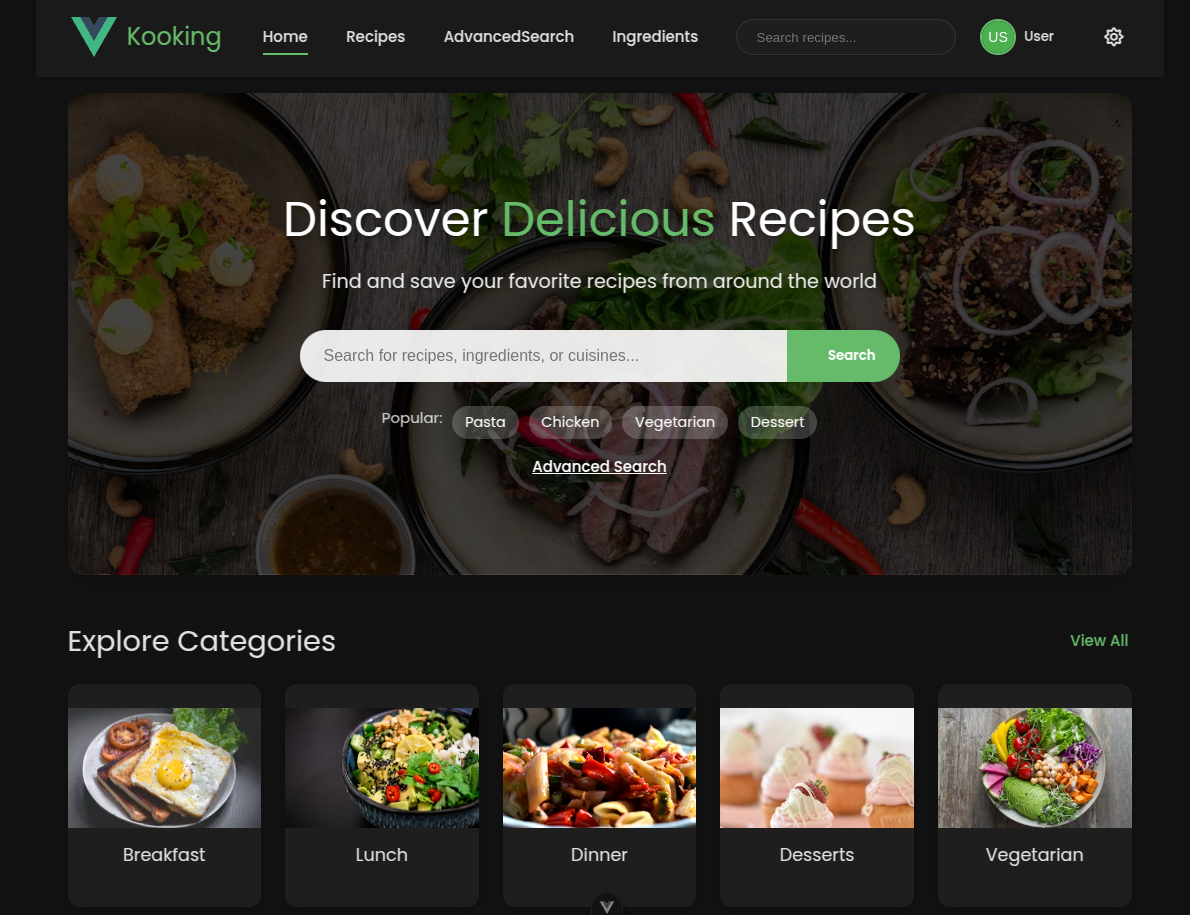 Kooking
Home Recipes AdvancedSearch Ingredients Search recipes... US User
Discover Delicious Recipes
Find and save your favorite recipes from around the world
Search for recipes, ingredients, or cuisines... Search
Popular: Pasta Chicken Vegetarian Dessert
Advanced Search
Explore Categories View All
Breakfast Lunch Dinner Desserts Vegetarian